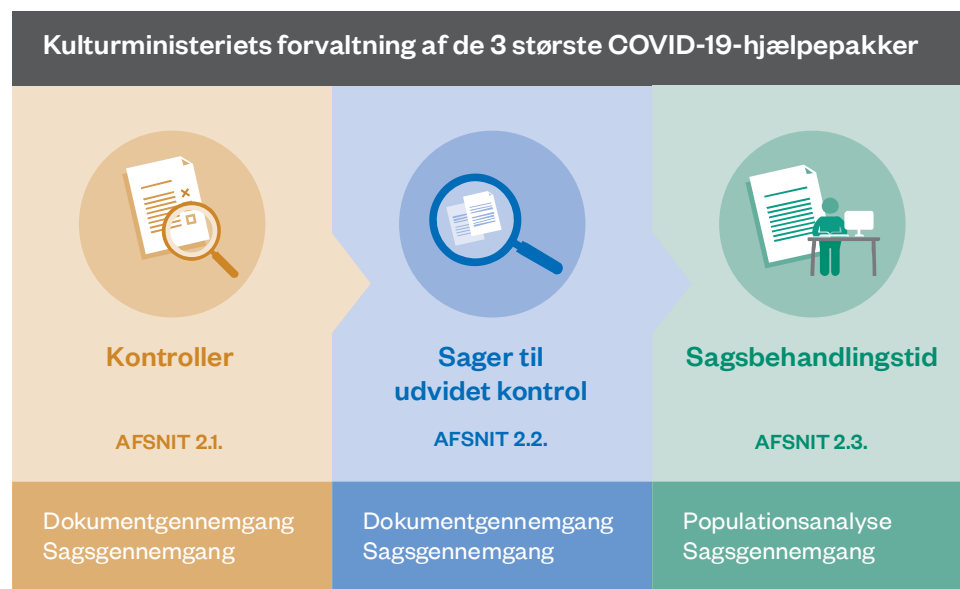 Kulturministeriets forvaltning af de 3 største COVID-19-hjælpepakker
Kontroller
AFSNIT 2.1.
Dokumentgennemgang
Sagsgennemgang
Sager til
udvidet kontrol
AFSNIT 2.2.
Dokumentgennemgang
Sagsgennemgang
Sagsbehandlingstid
AFSNIT 2.3.
Populationsanalyse
Sagsgennemgang